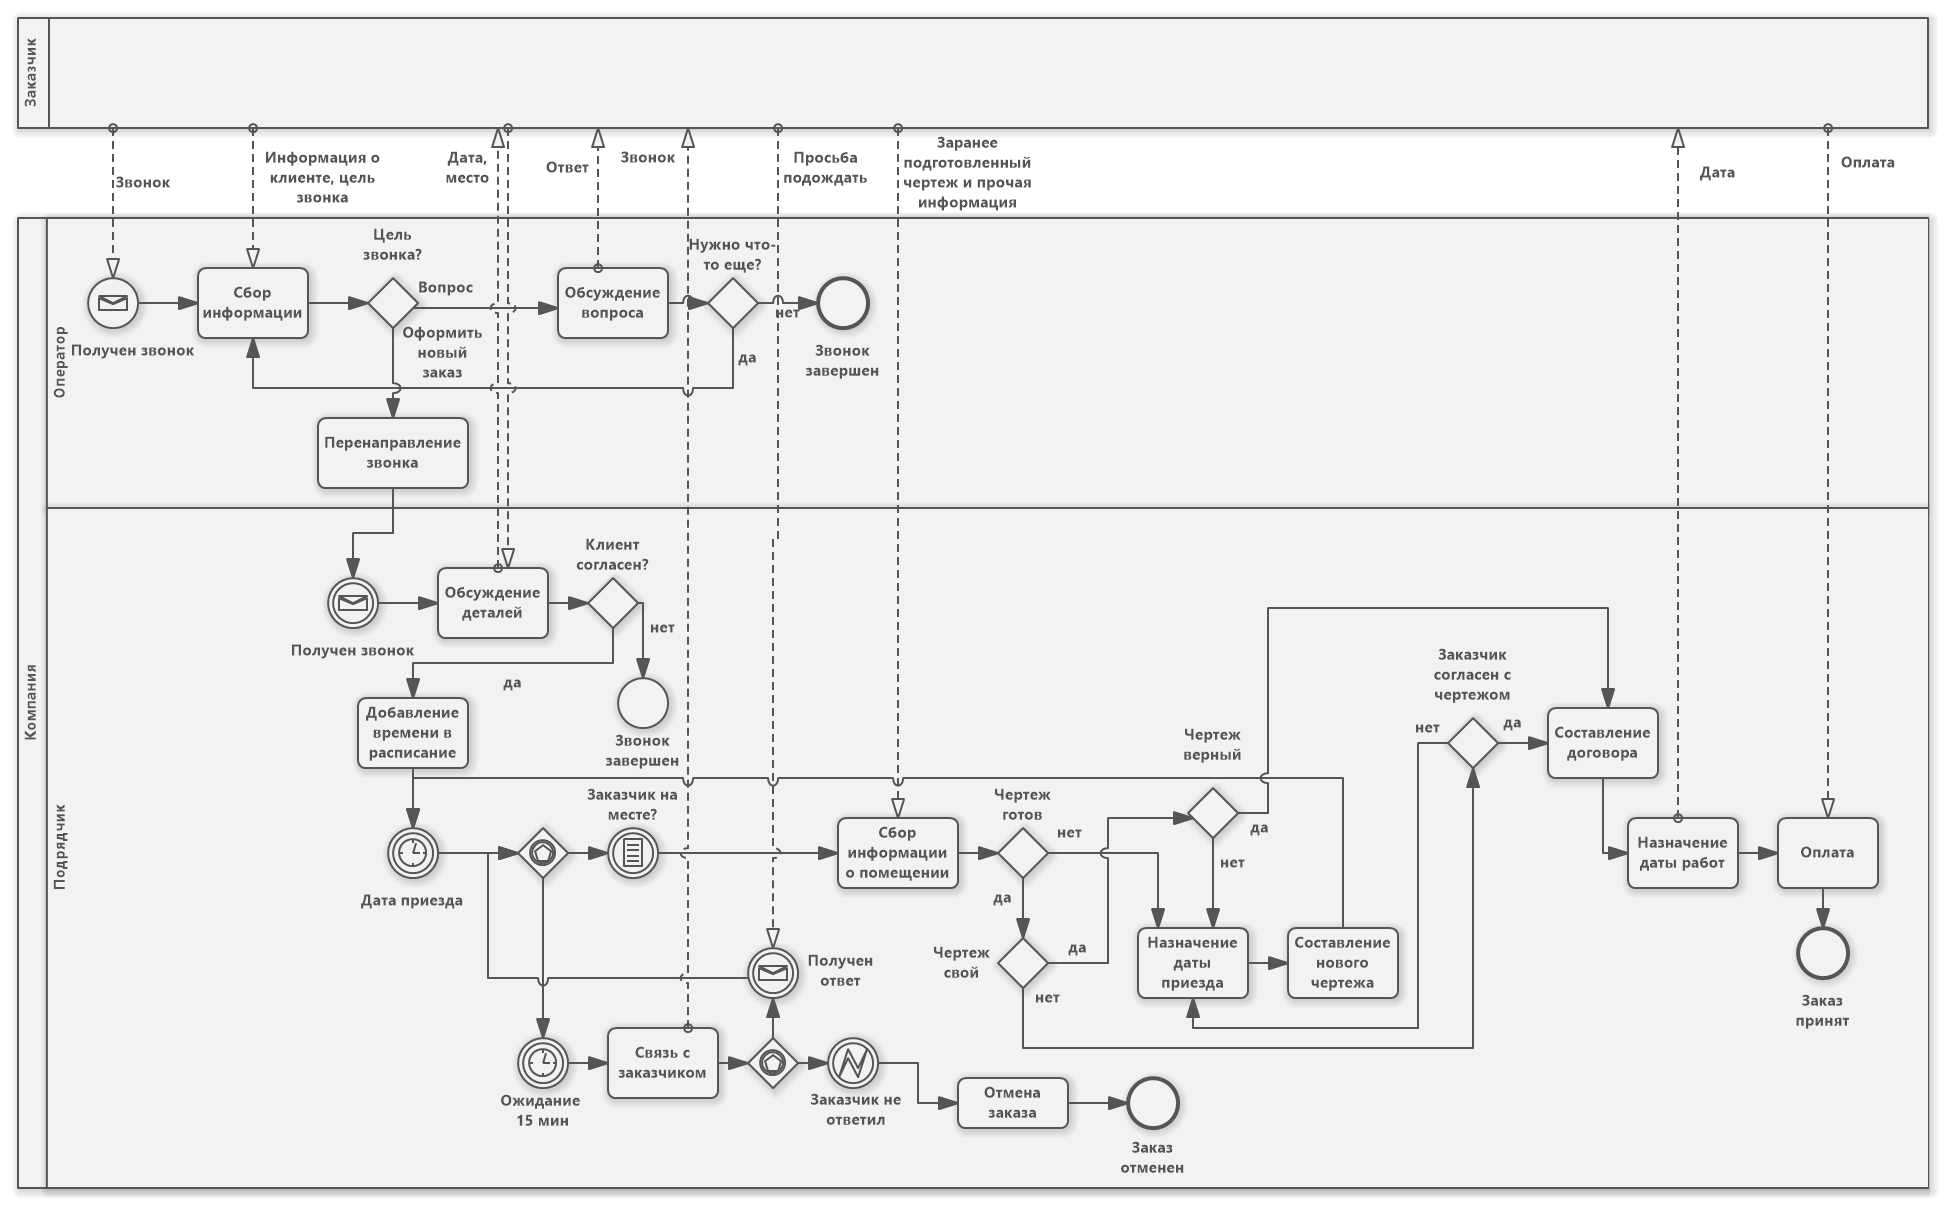 Заказчик
Звонок
Информация о
клиенте, цель
звонка
Дата,
место
Ответ
Звонок
Просьба
подождать
Заранее
подготовленный
чертеж и прочая
информация
Дата
Оплата
Компания
Оператор
Получен звонок
Сбор
информации
Цель
звонка?
Вопрос
Оформить
новый
заказ
Обсуждение
вопроса
Нужно что-
то еще?
нет
да
Звонок
завершен
Перенаправление
звонка
Подрядчик
Получен звонок
Обсуждение
деталей
Клиент
согласен?
нет
да
Звонок
завершен
Добавление
времени в
расписание
Дата приезда
Заказчик на
месте?
Сбор
информации
о помещении
Чертеж
готов
нет
да
Чертеж
свой
да
нет
Чертеж
верный
да
нет
Назначение
даты
приезда
Составление
нового
чертежа
Заказчик
согласен с
чертежом
нет
да
Составление
договора
Назначение
даты работ
Оплата
Заказ
принят
Получен
ответ
Ожидание
15 мин
Связь с
заказчиком
Заказчик не
ответил
Отмена
заказа
Заказ
отменен